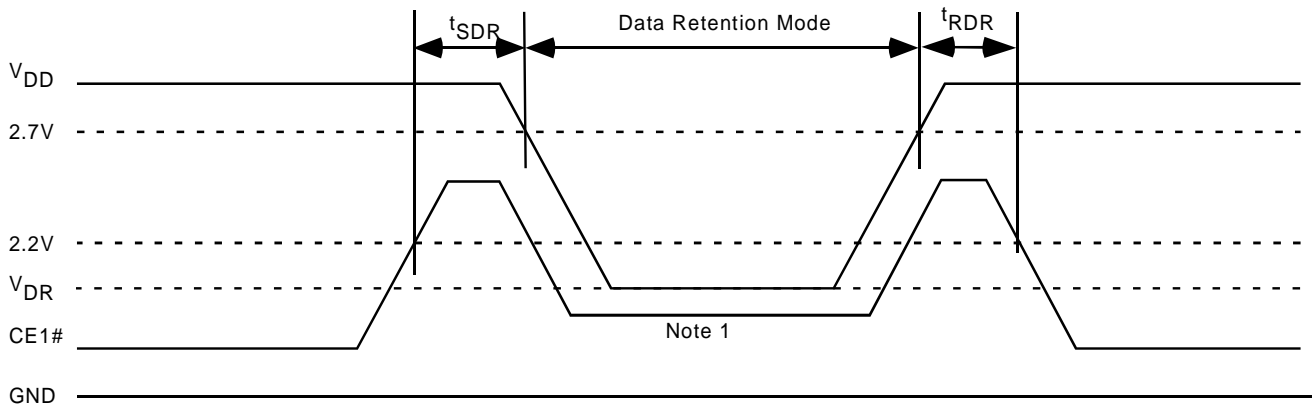 tSDR
Data Retention Mode
tRDR
VDD
2.7V
2.2V
VDR
CE1#
Note 1
GND